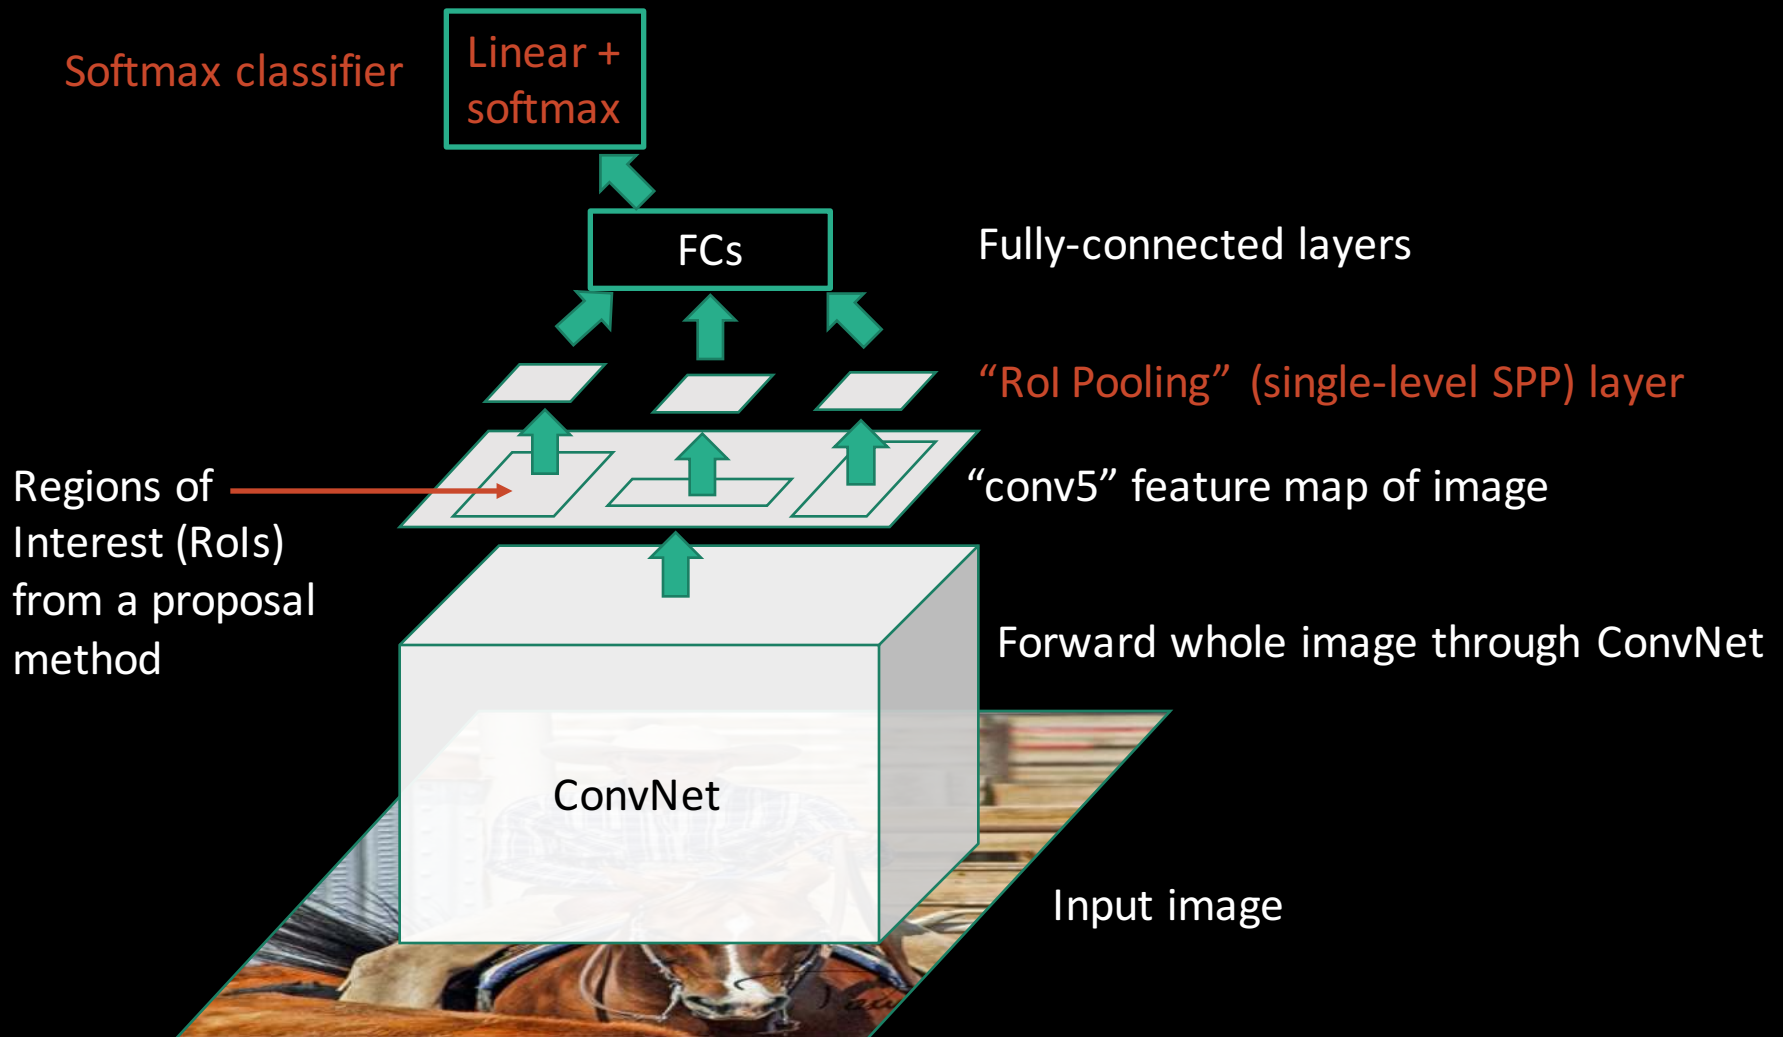 Softmax classifier
Linear +
softmax
FCs
Fully-connected layers
“RoI Pooling” (single-level SPP) layer
Regions of
Interest (RoIs)
from a proposal
method
“conv5” feature map of image
Forward whole image through ConvNet
ConvNet
Input image